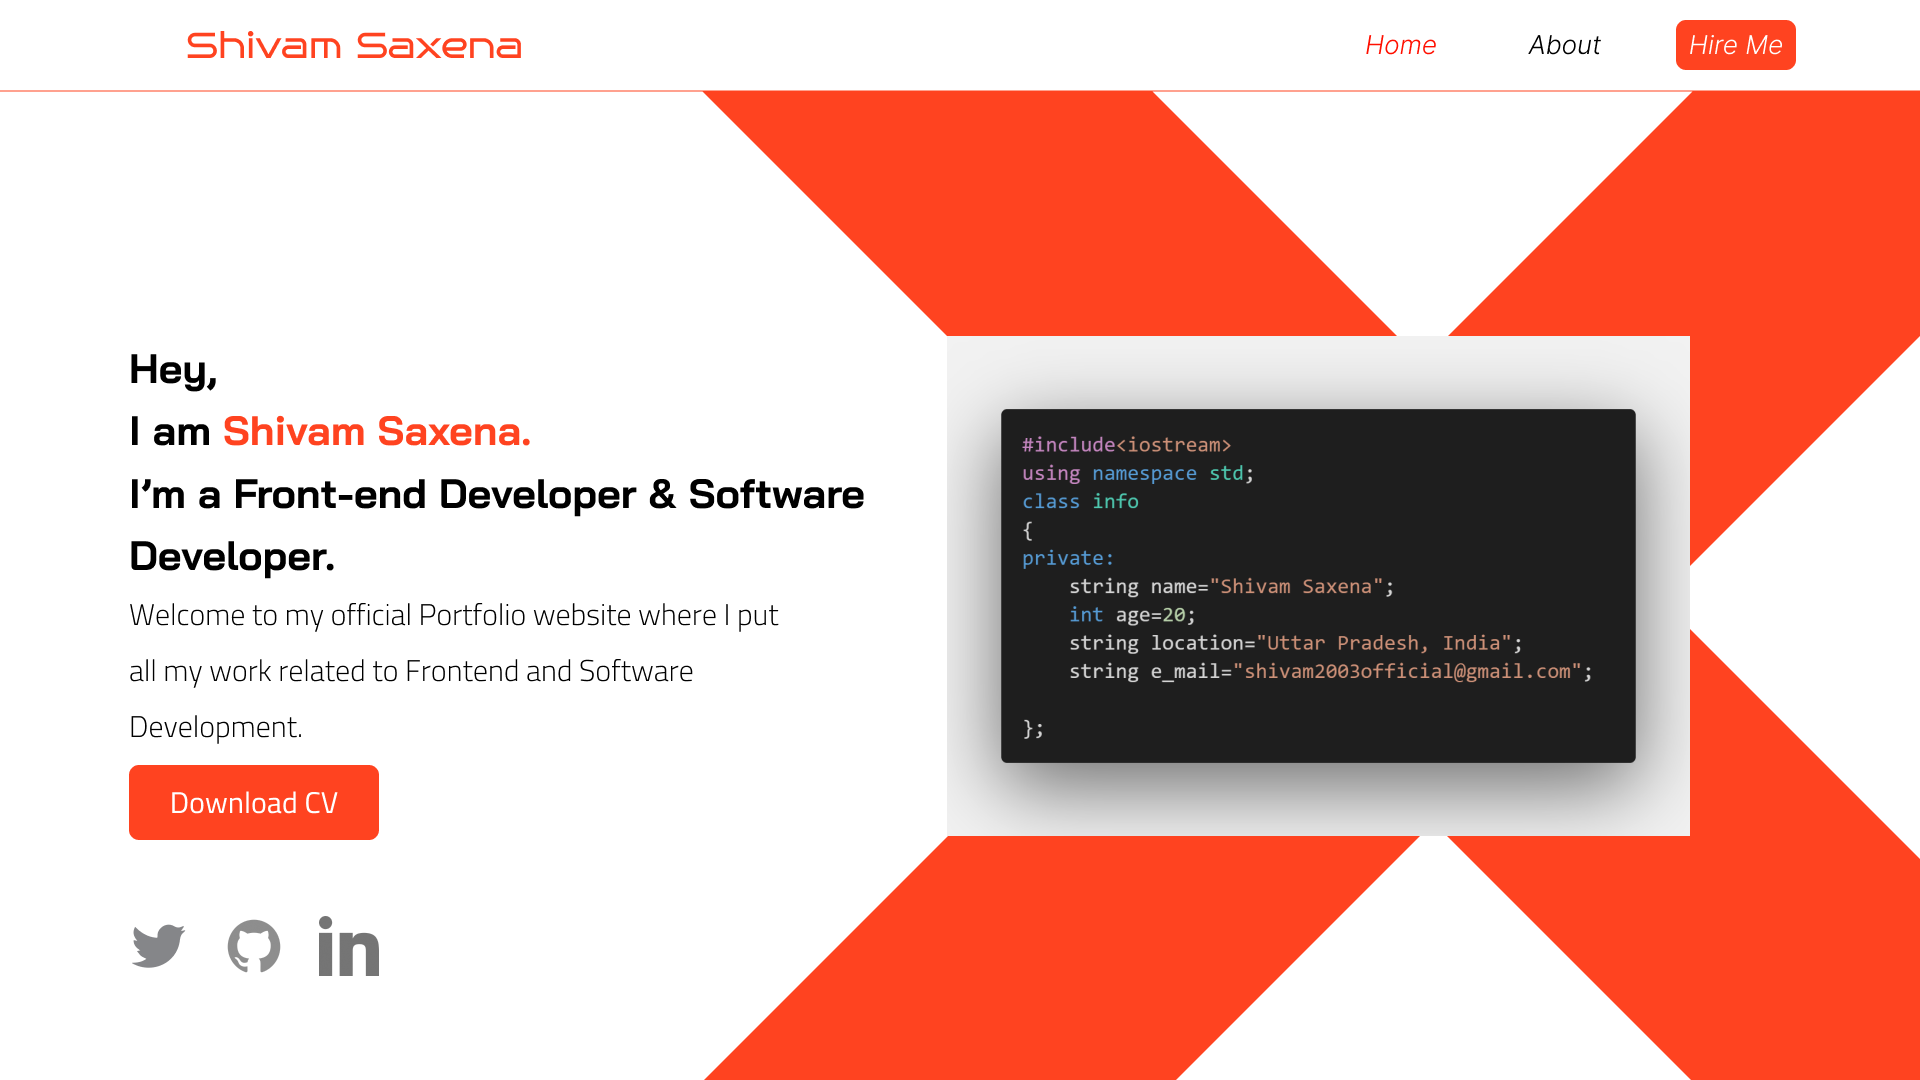 Shivam Saxena
Home
About
Hire Me
Hey,
I am Shivam Saxena.
I’m a Front-end Developer & Software
Developer.
Welcome to my official Portfolio website where I put
all my work related to Frontend and Software
Development.
Download CV
in
#include<iostream>
using namespace std;
class info
{
private:
    string name="Shivam Saxena";
    int age=20;
    string location="Uttar Pradesh, India";
    string e_mail="shivam2003official@gmail.com";
};